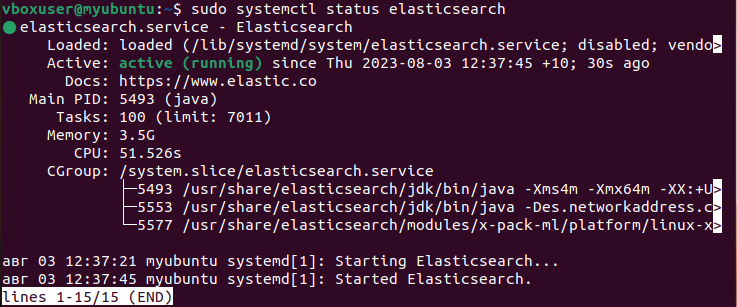 vboxuser@myubuntu:~$ sudo systemctl status elasticsearch
● elasticsearch.service - Elasticsearch
     Loaded: loaded (/lib/systemd/system/elasticsearch.service; disabled; vendo>
     Active: active (running) since Thu 2023-08-03 12:37:45 +10; 30s ago
       Docs: https://www.elastic.co
   Main PID: 5493 (java)
      Tasks: 100 (limit: 7011)
     Memory: 3.5G
        CPU: 51.526s
     CGroup: /system.slice/elasticsearch.service
             ├─5493 /usr/share/elasticsearch/jdk/bin/java -Xms4m -Xmx64m -XX:+U>
             ├─5553 /usr/share/elasticsearch/jdk/bin/java -Des.networkaddress.c>
             └─5577 /usr/share/elasticsearch/modules/x-pack-ml/platform/linux-x>
авг 03 12:37:21 myubuntu systemd[1]: Starting Elasticsearch...
авг 03 12:37:45 myubuntu systemd[1]: Started Elasticsearch.
lines 1-15/15 (END)